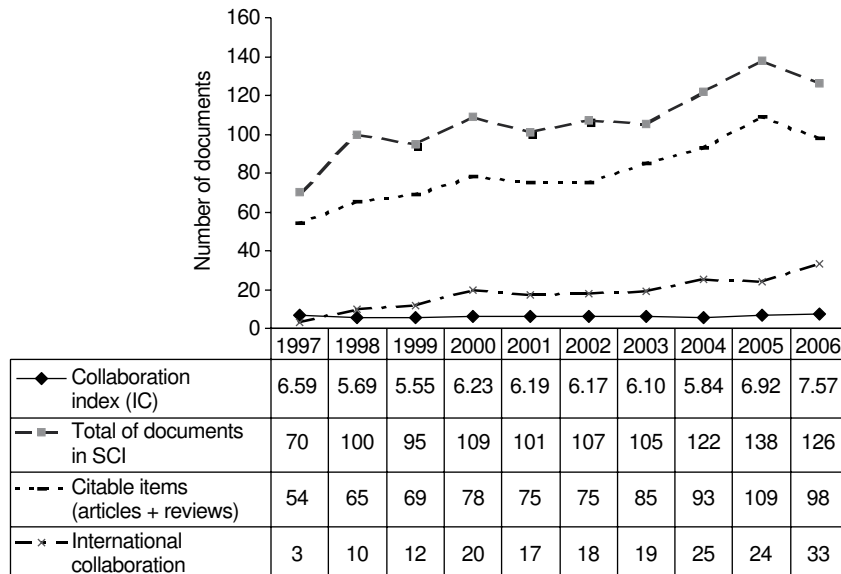 160
140
120
100
80
60
40
20
0
Number of documents
1997 1998 1999 2000 2001 2002 2003 2004 2005 2006
Collaboration
index (IC)
6.59 5.69 5.55 6.23 6.19 6.17 6.10 5.84 6.92 7.57
Total of documents
in SCI
70 100 95 109 101 107 105 122 138 126
Citable items
(articles + reviews)
54 65 69 78 75 75 85 93 109 98
International
collaboration
3 10 12 20 17 18 19 25 24 33